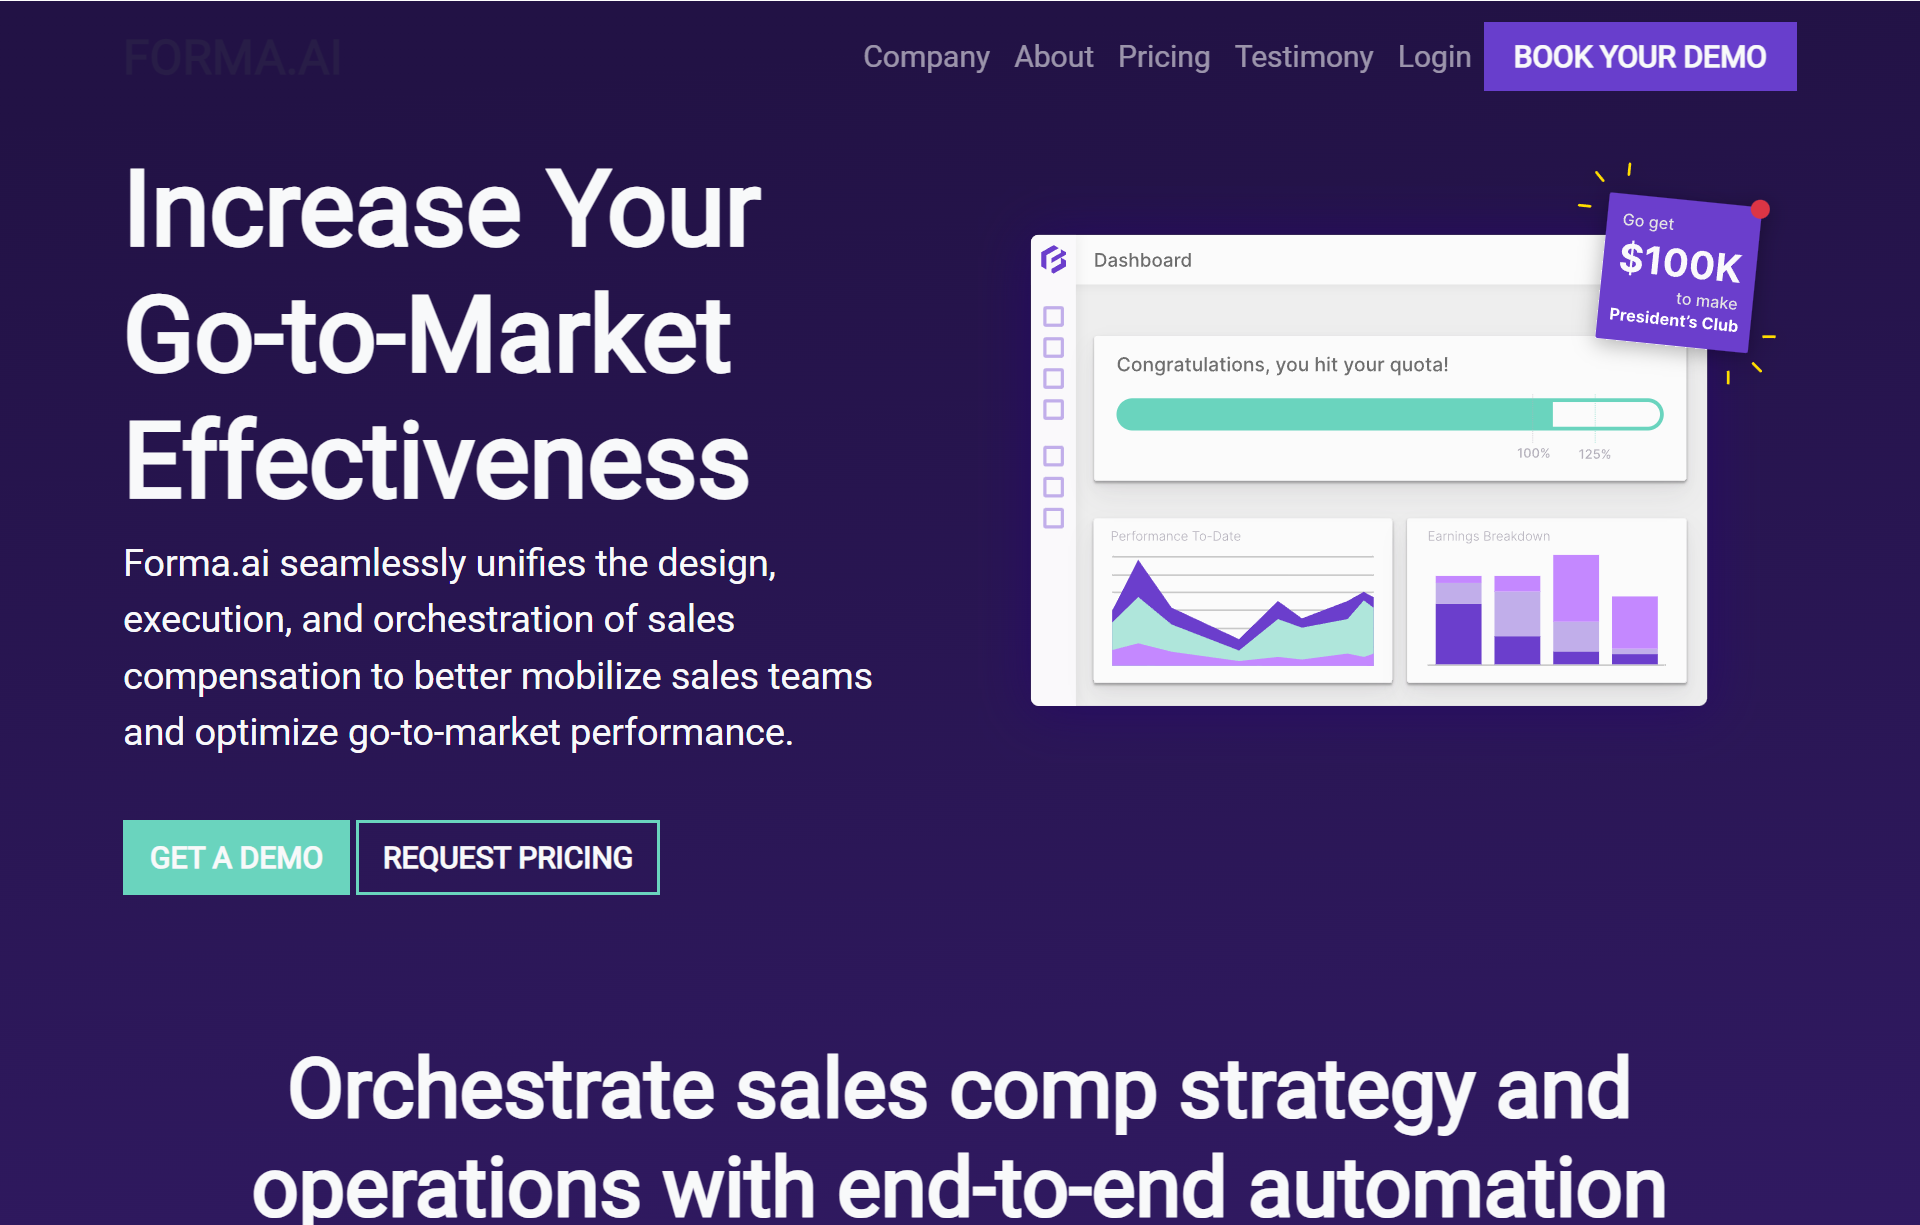 FORMA.AI
Company About Pricing Testimony Login BOOK YOUR DEMO
Increase Your
Go-to-Market
Effectiveness
Forma.ai seamlessly unifies the design,
execution, and orchestration of sales
compensation to better mobilize sales teams
and optimize go-to-market performance.
GET A DEMO REQUEST PRICING
Go get
$100K
to make
President’s Club
Dashboard
Congratulations, you hit your quota!
100% 125%
Performance To-Date
Earnings Breakdown
Orchestrate sales comp strategy and
operations with end-to-end automation